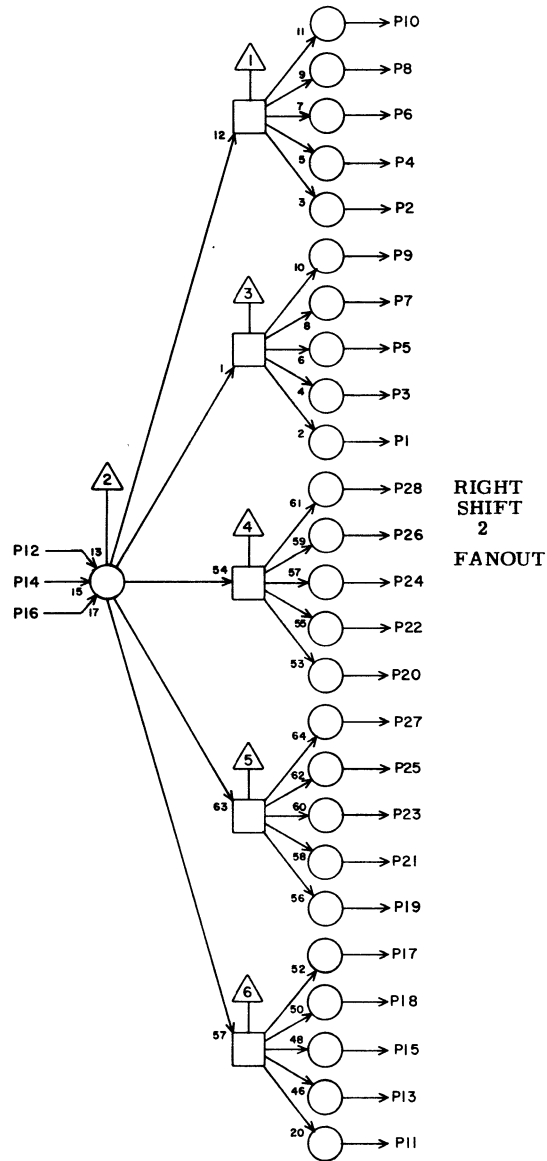 11 P10
1
9 P8
7 P6
12
5 P4
3 P2
10 P9
3
8 P7
6 P5
1
4 P3
2 P1
61 P28
2
4
59 P26
P12 13
54
57 P24
P14 15
P16 17
55 P22
53 P20
RIGHT
SHIFT
2
FANOUT
64 P27
5
62 P25
63
60 P23
58 P21
56 P19
52 P17
6
50 P18
57
48 P15
46 P13
20 P11